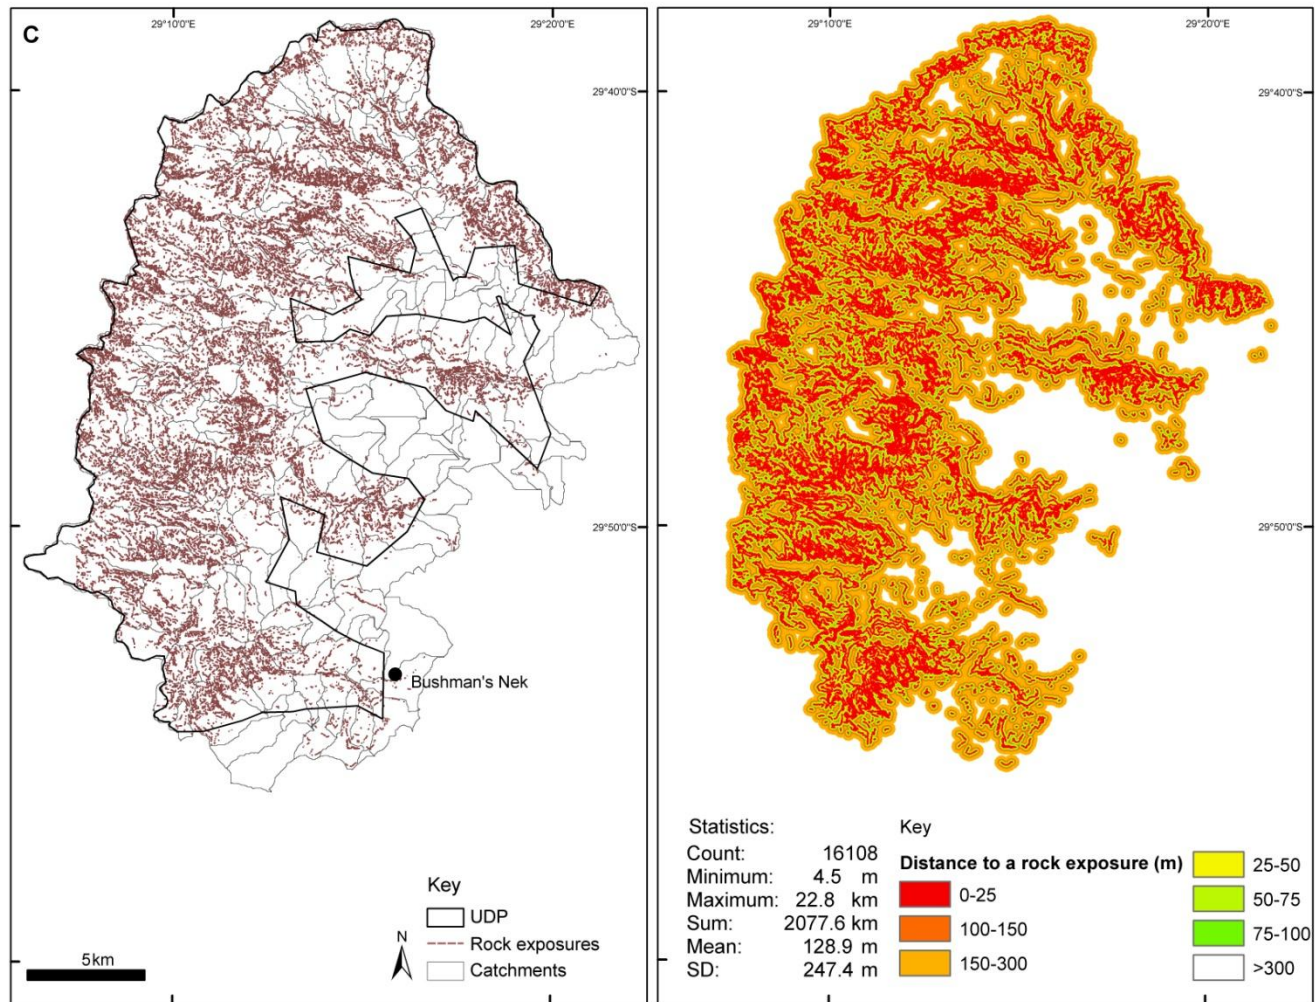 C
29°10'0"E
29°20'0"E
29°40'0"S
29°50'0"S
Bushman's Nek
Key
UDP
Rock exposures
Catchments
N
5km
29°10'0"E
29°20'0"E
29°40'0"S
29°50'0"S
Statistics:
Count: 16108
Minimum: 4.5 m
Maximum: 22.8 km
Sum: 2077.6 km
Mean: 128.9 m
SD: 247.4 m
Key
Distance to a rock exposure (m)
0-25
100-150
150-300
25-50
50-75
75-100
>300